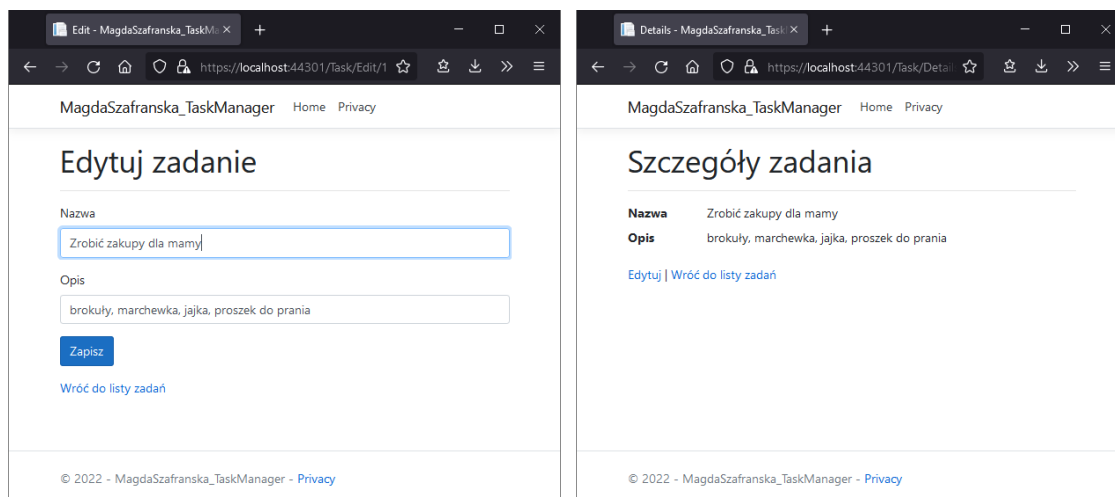 Edit - MagdaSzafranska_TaskMa
https://localhost:44301/Task/Edit/1
MagdaSzafranska_TaskManager Home Privacy
Edytuj zadanie
Nazwa
Zrobić zakupy dla mamy
Opis
brokuły, marchewka, jajka, proszek do prania
Zapisz
Wróć do listy zadań
© 2022 - MagdaSzafranska_TaskManager - Privacy
Details - MagdaSzafranska_Task
https://localhost:44301/Task/Detail
MagdaSzafranska_TaskManager Home Privacy
Szczegóły zadania
Nazwa Zrobić zakupy dla mamy
Opis brokuły, marchewka, jajka, proszek do prania
Edytuj | Wróć do listy zadań
© 2022 - MagdaSzafranska_TaskManager - Privacy